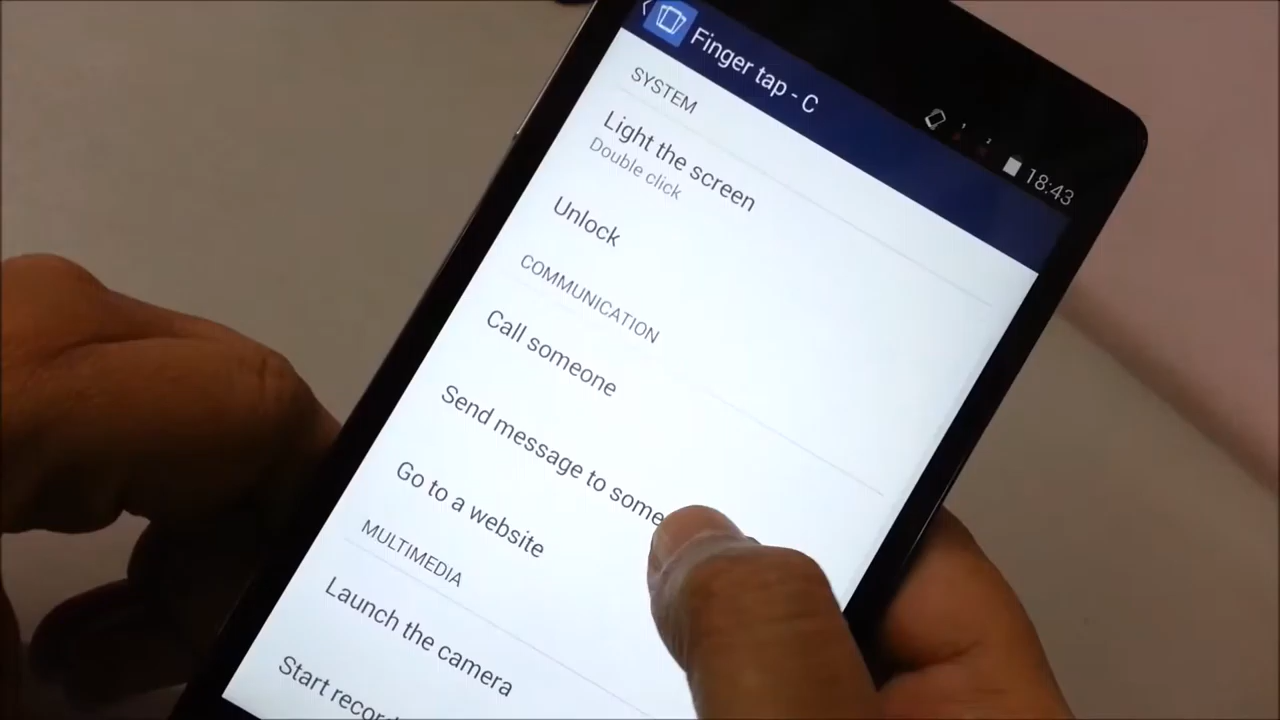 Finger tap - C
18:43
SYSTEM
Light the screen
Double click
Unlock
COMMUNICATION
Call someone
Send message to some
Go to a website
MULTIMEDIA
Launch the camera
Start recor